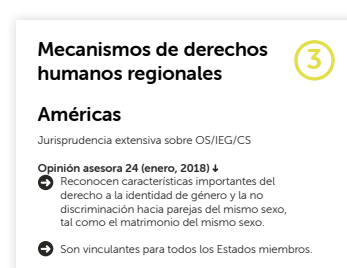 Mecanismos de derechos
humanos regionales
3
Américas
Jurisprudencia extensiva sobre OS/IEG/CS
Opinión asesora 24 (enero, 2018) ↓
Reconocen características importantes del
derecho a la identidad de género y la no
discriminación hacia parejas del mismo sexo,
tal como el matrimonio del mismo sexo.
Son vinculantes para todos los Estados miembros.